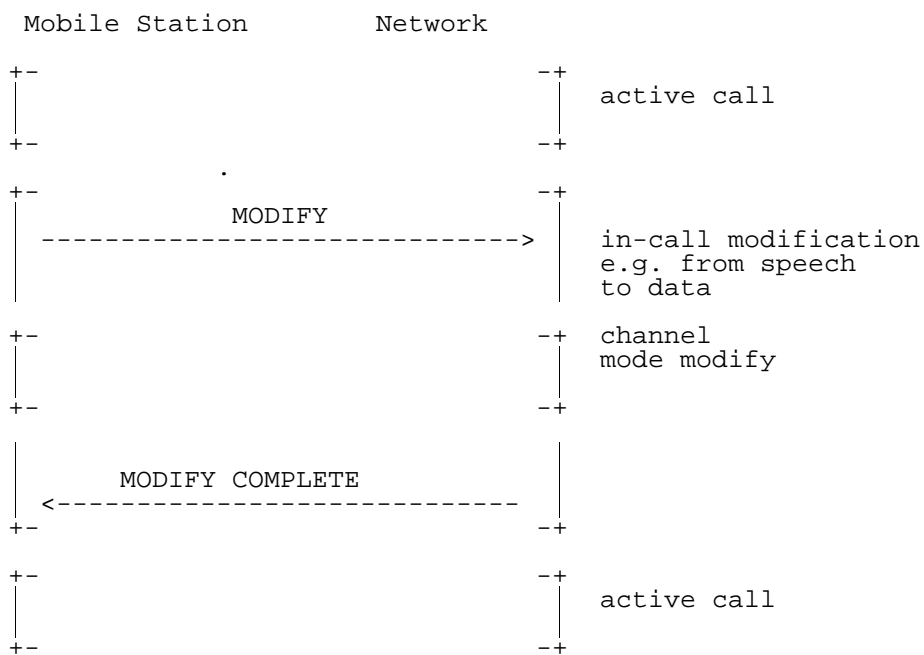 Mobile Station        Network
+-                                -+
|                                  |  active call
|                                  |
+-                                -+
             .
+-                                -+
|             MODIFY               |
| ------------------------------>  |  in-call modification
|                                  |  e.g. from speech
|                                  |  to data
+-                                -+  channel
|                                  |  mode modify
+-                                -+
|      MODIFY COMPLETE             |
| <-----------------------------   |
+-                                -+
+-                                -+
|                                  |  active call
+-                                -+